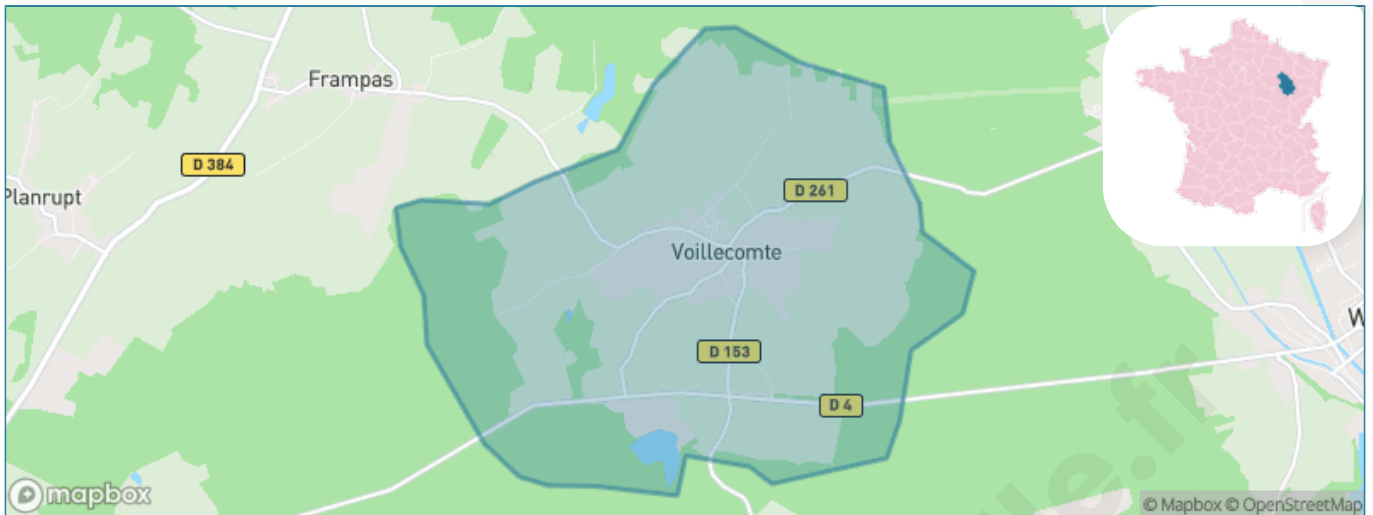 Frampas
D 384
Planrupt
D 261
Voillecomte
D 153
D 4
W
mapbox
© Mapbox © OpenStreetMap